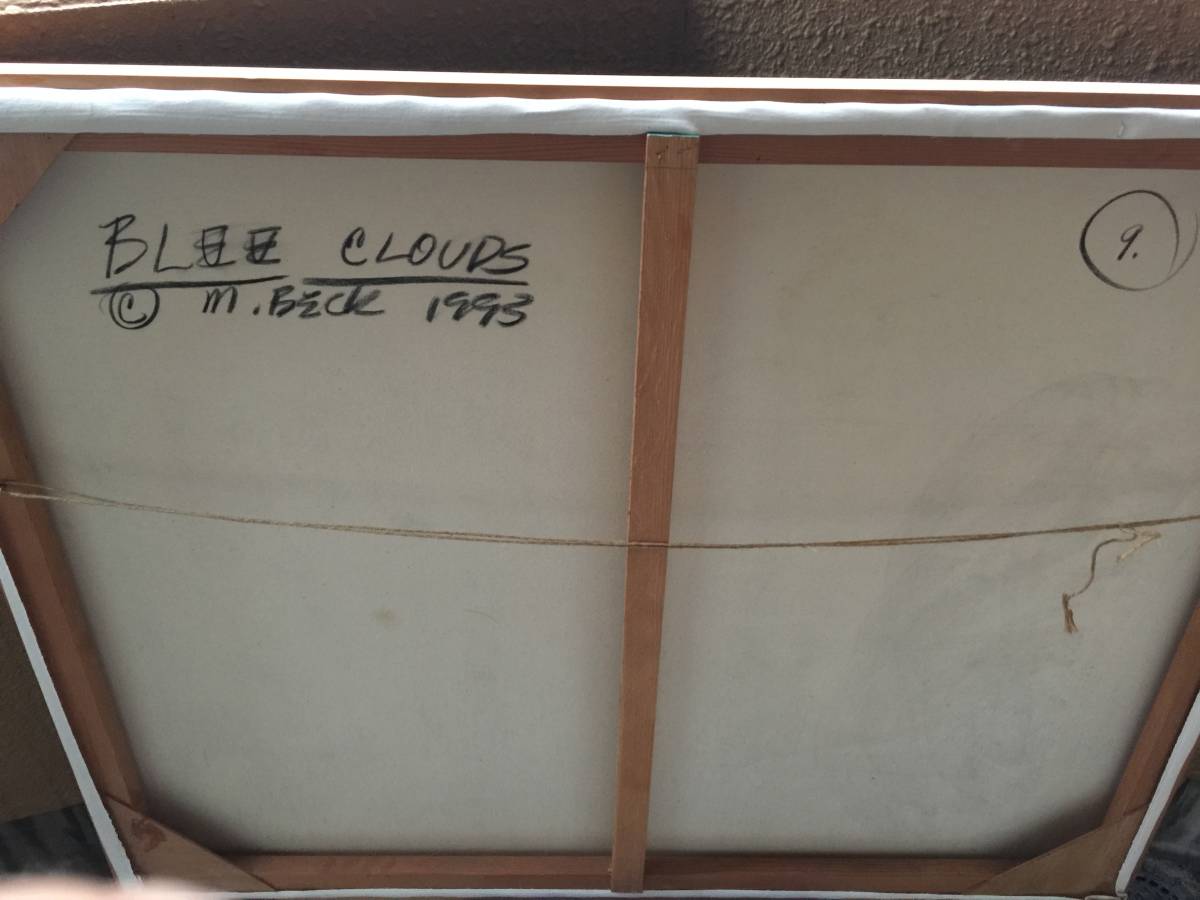 BLEE CLOUDS
© M. BECK 1993
9.